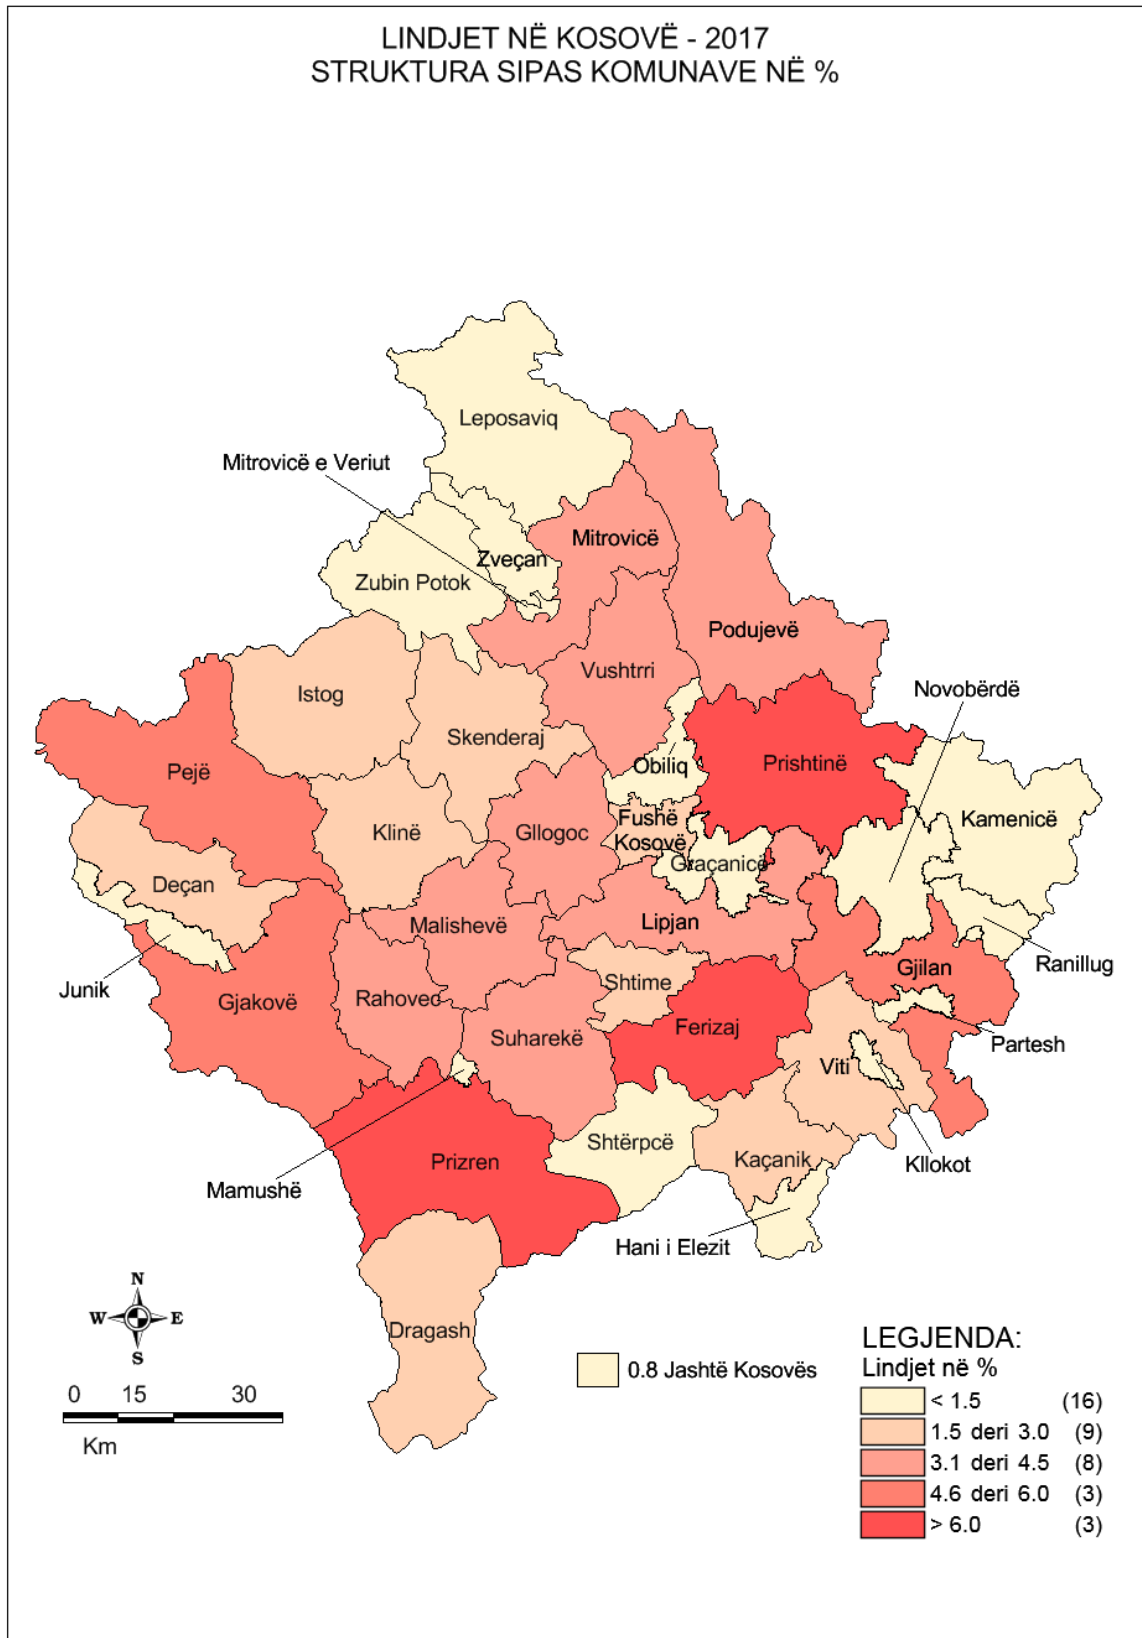 LINDJET NË KOSOVË - 2017
STRUKTURA SIPAS KOMUNAVE NË %
Leposaviq
Mitrovicë e Veriut
Mitrovicë
Zveçan
Zubin Potok
Podujevë
Vushtrri
Novobërdë
Istog
Skenderaj
Obiliq
Prishtinë
Pejë
Kamenicë
Fushë
Kosovë
Klinë
Gllogoc
Graçanicë
Deçan
Malishevë
Lipjan
Ranillug
Gjilan
Junik
Gjakovë
Rahovec
Shtime
Ferizaj
Suharekë
Partesh
Viti
Shtërpcë
Kaçanik
Kllokot
Prizren
Mamushë
Hani i Elezit
Dragash
N
W E
S
0 15 30
Km
0.8 Jashtë Kosovës
LEGJENDA:
Lindjet në %
< 1.5 (16)
1.5 deri 3.0 (9)
3.1 deri 4.5 (8)
4.6 deri 6.0 (3)
> 6.0 (3)